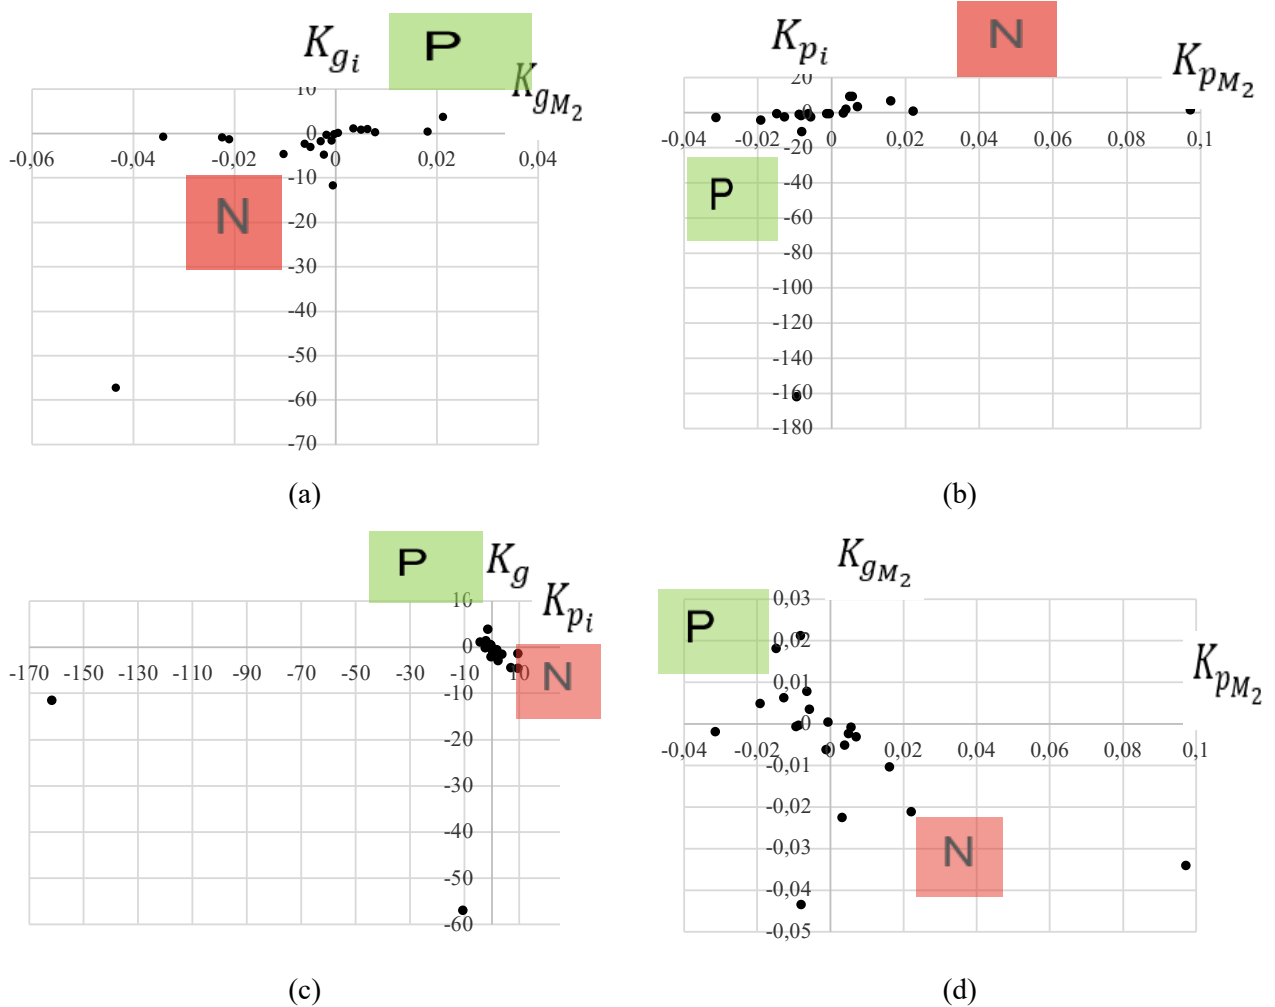 K_{g_i} P
K_{g_{M_2}}
10
0
-0,06 -0,04 -0,02 0 0,02 0,04
-10
N
-20
-30
-40
-50
-60
-70
(a)
K_{p_i} N
K_{p_{M_2}}
20
0
-0,04 -0,02 0 0,02 0,04 0,06 0,08 0,1
-20
P
-40
-60
-80
-100
-120
-140
-160
-180
(b)
P K_g
K_{p_i}
10
0
-170 -150 -130 -110 -90 -70 -50 -30 -10 10
N
-10
-20
-30
-40
-50
-60
(c)
K_{g_{M_2}}
P
0,03
0,02
K_{p_{M_2}}
0,01
0
-0,04 -0,02 0 0,02 0,04 0,06 0,08 0,1
-0,01
-0,02
N
-0,03
-0,04
-0,05
(d)